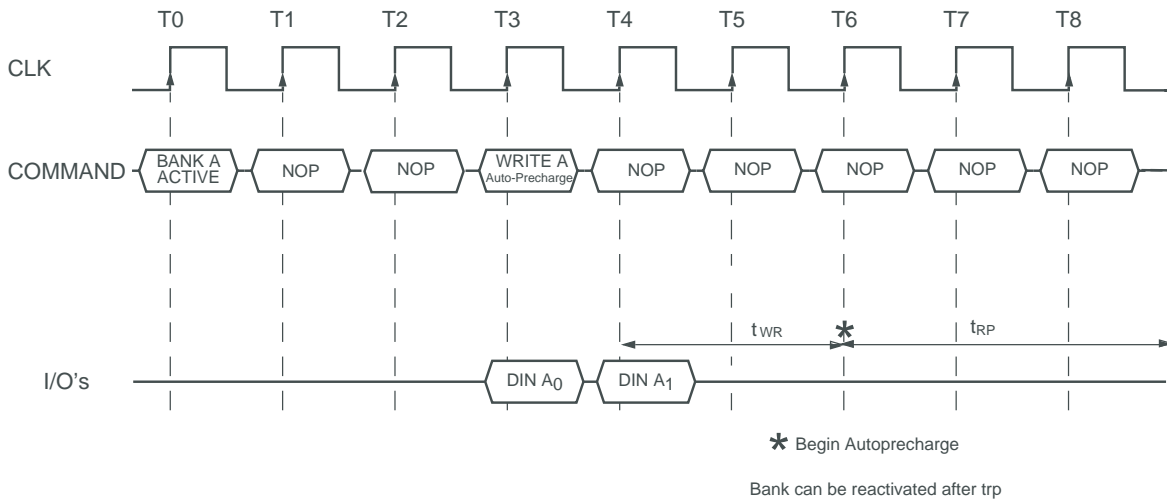 T0 T1 T2 T3 T4 T5 T6 T7 T8
CLK
COMMAND
BANK A
ACTIVE
NOP
NOP
WRITE A
Auto-Precharge
NOP
NOP
NOP
NOP
NOP
tWR
*
tRP
I/O's
DIN A0
DIN A1
* Begin Autoprecharge
Bank can be reactivated after trp